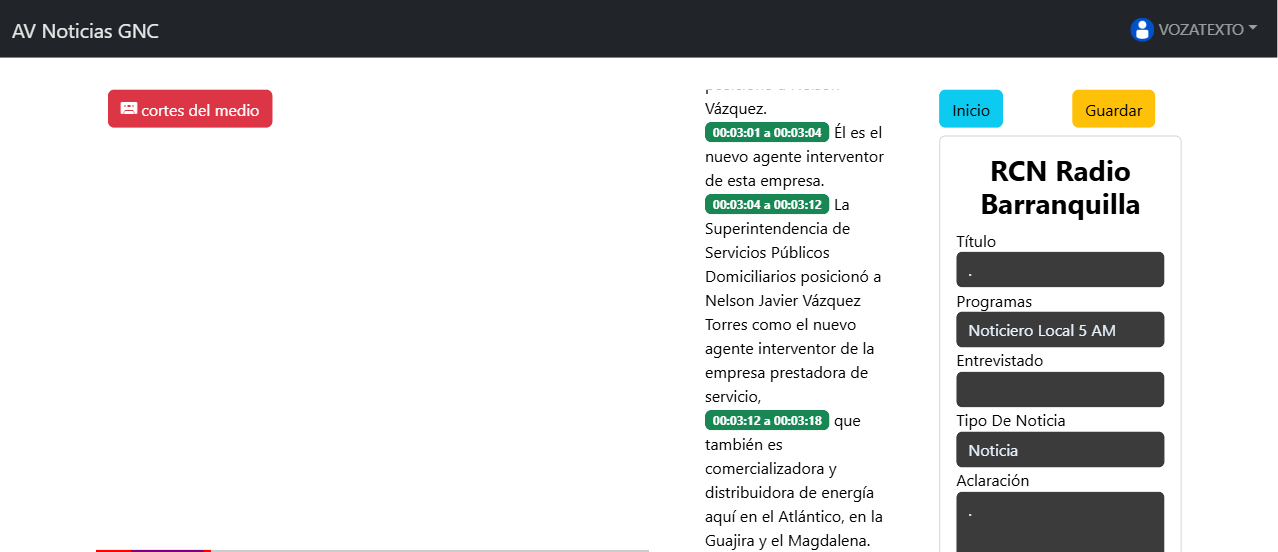 AV Noticias GNC
VOZATEXTO
cortes del medio
Vázquez.
00:03:01 a 00:03:04 Él es el
nuevo agente interventor
de esta empresa.
00:03:04 a 00:03:12 La
Superintendencia de
Servicios Públicos
Domiciliarios posicionó a
Nelson Javier Vázquez
Torres como el nuevo
agente interventor de la
empresa prestadora de
servicio,
00:03:12 a 00:03:18 que
también es
comercializadora y
distribuidora de energía
aquí en el Atlántico, en la
Guajira y el Magdalena.
Inicio
Guardar
RCN Radio
Barranquilla
Título
.
Programas
Noticiero Local 5 AM
Entrevistado
Tipo De Noticia
Noticia
Aclaración
.